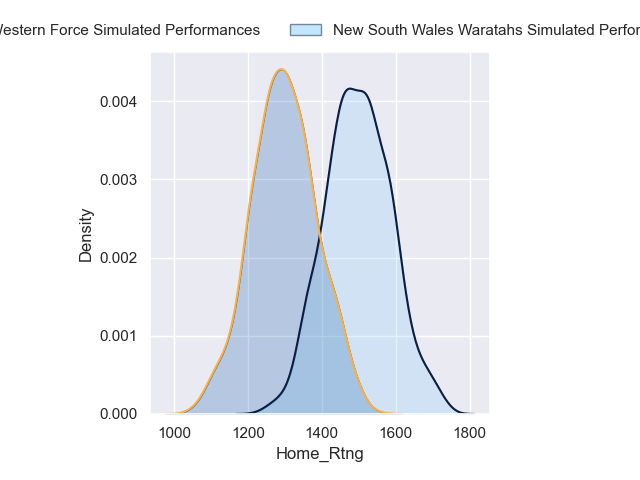 Western Force Simulated Performances
New South Wales Waratahs Simulated Perfor
0.004
0.003
0.002
0.001
0.000
Density
1000 1200 1400 1600 1800
Home_Rtng